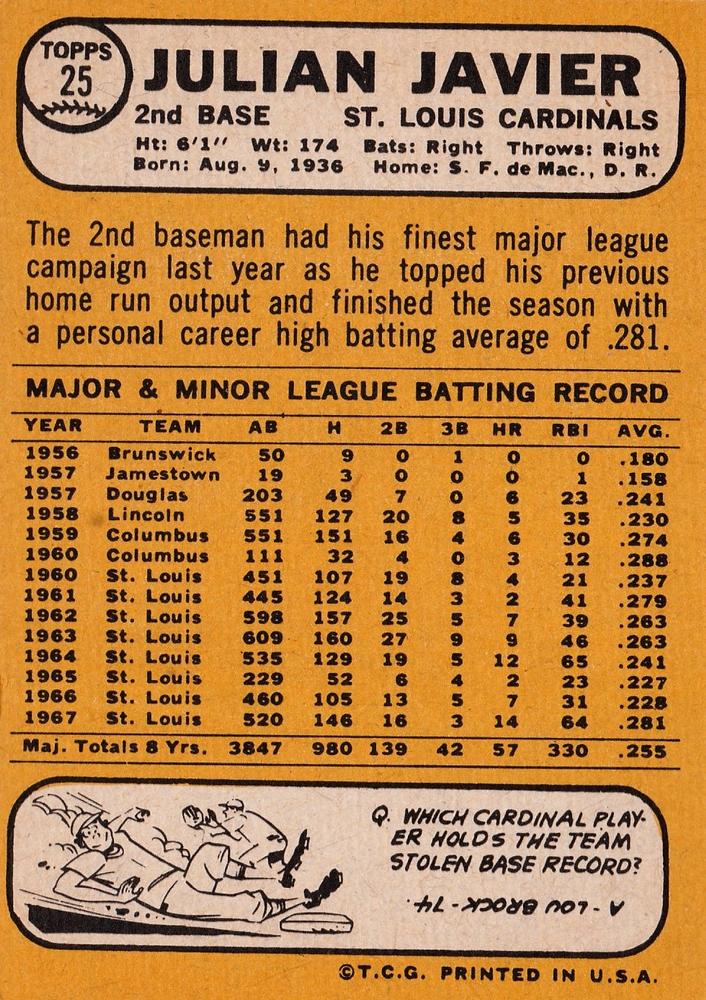 TOPPS
25
JULIAN JAVIER
2nd BASE ST. LOUIS CARDINALS
Ht: 6'1" Wt: 174 Bats: Right Throws: Right
Born: Aug. 9, 1936 Home: S. F. de Mac., D. R.
The 2nd baseman had his finest major league
campaign last year as he topped his previous
home run output and finished the season with
a personal career high batting average of .281.
MAJOR & MINOR LEAGUE BATTING RECORD
YEAR TEAM AB H 2B 3B HR RBI AVG.
1956 Brunswick 50 9 0 1 0 0 .180
1957 Jamestown 19 3 0 0 0 1 .158
1957 Douglas 203 49 7 0 6 23 .241
1958 Lincoln 551 127 20 8 5 35 .230
1959 Columbus 551 151 16 4 6 30 .274
1960 Columbus 111 32 4 0 3 12 .288
1960 St. Louis 451 107 19 8 4 21 .237
1961 St. Louis 445 124 14 3 2 41 .279
1962 St. Louis 598 157 25 5 7 39 .263
1963 St. Louis 609 160 27 9 9 46 .263
1964 St. Louis 535 129 19 5 12 65 .241
1965 St. Louis 229 52 6 4 2 23 .227
1966 St. Louis 460 105 13 5 7 31 .228
1967 St. Louis 520 146 16 3 14 64 .281
Maj. Totals 8 Yrs. 3847 980 139 42 57 330 .255
Q. WHICH CARDINAL PLAY-
ER HOLDS THE TEAM
STOLEN BASE RECORD?
A - LOU BROCK - 74.
©T.C.G. PRINTED IN U.S.A.